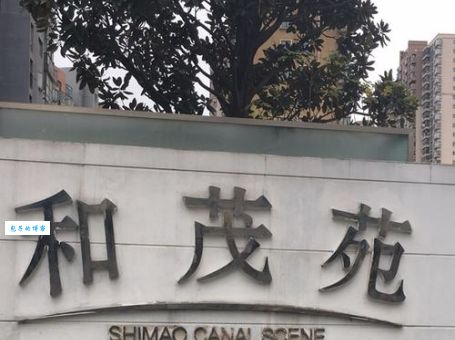 和茂苑
SHIMAO CANAL SCENE